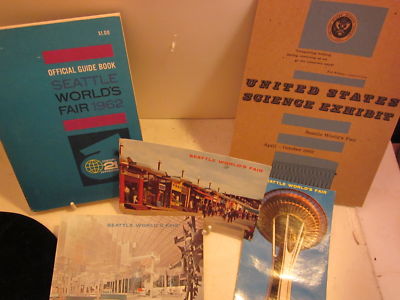 $1.00
OFFICIAL GUIDE BOOK
SEATTLE
WORLD'S
FAIR 1962
21
UNITED STATES
SCIENCE EXHIBIT
Seattle World's Fair
April - October 1962
SEATTLE WORLD'S FAIR
SEATTLE WORLD'S FAIR
SEATTLE WORLD'S FAIR